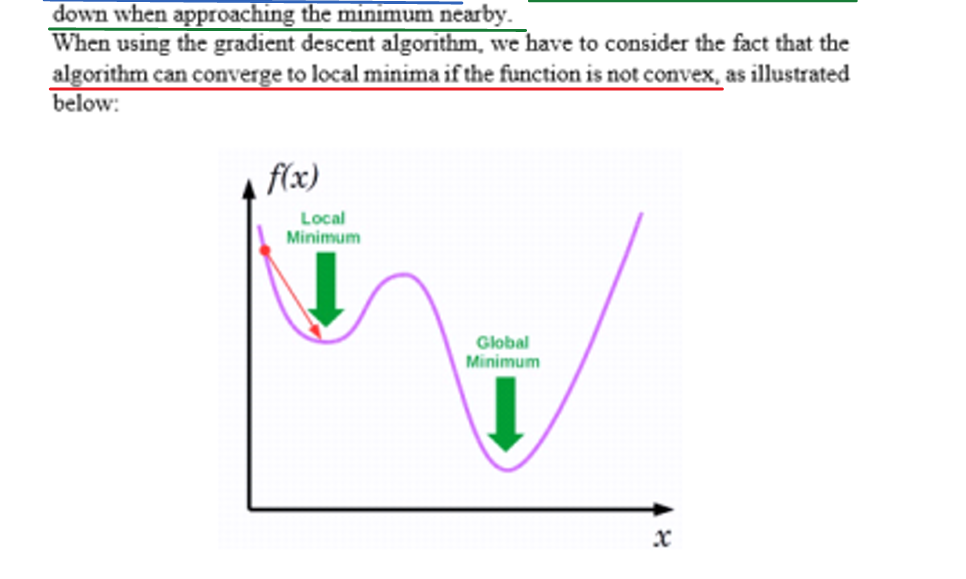 down when approaching the minimum nearby.
When using the gradient descent algorithm, we have to consider the fact that the
algorithm can converge to local minima if the function is not convex, as illustrated
below:
f(x)
Local
Minimum
Global
Minimum
x